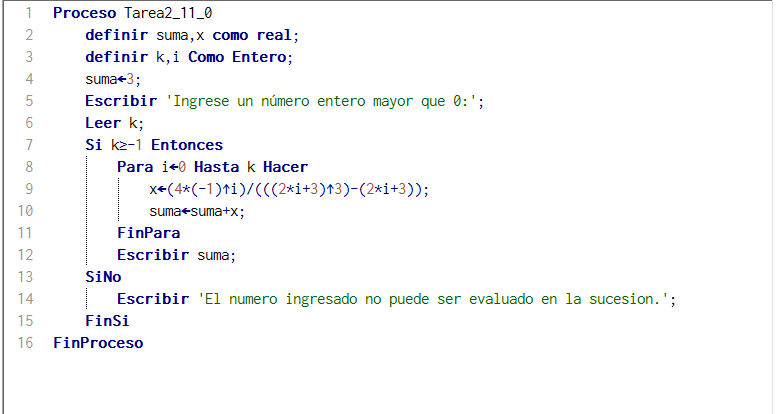 1 Proceso Tarea2_11_0
2 definir suma,x como real;
3 definir k,i Como Entero;
4 suma←3;
5 Escribir 'Ingrese un número entero mayor que 0:';
6 Leer k;
7 Si k≥-1 Entonces
8 Para i←0 Hasta k Hacer
9 x←(4*(-1)↑i)/(((2*i+3)↑3)-(2*i+3));
10 suma←suma+x;
11 FinPara
12 Escribir suma;
13 SiNo
14 Escribir 'El numero ingresado no puede ser evaluado en la sucesion.';
15 FinSi
16 FinProceso